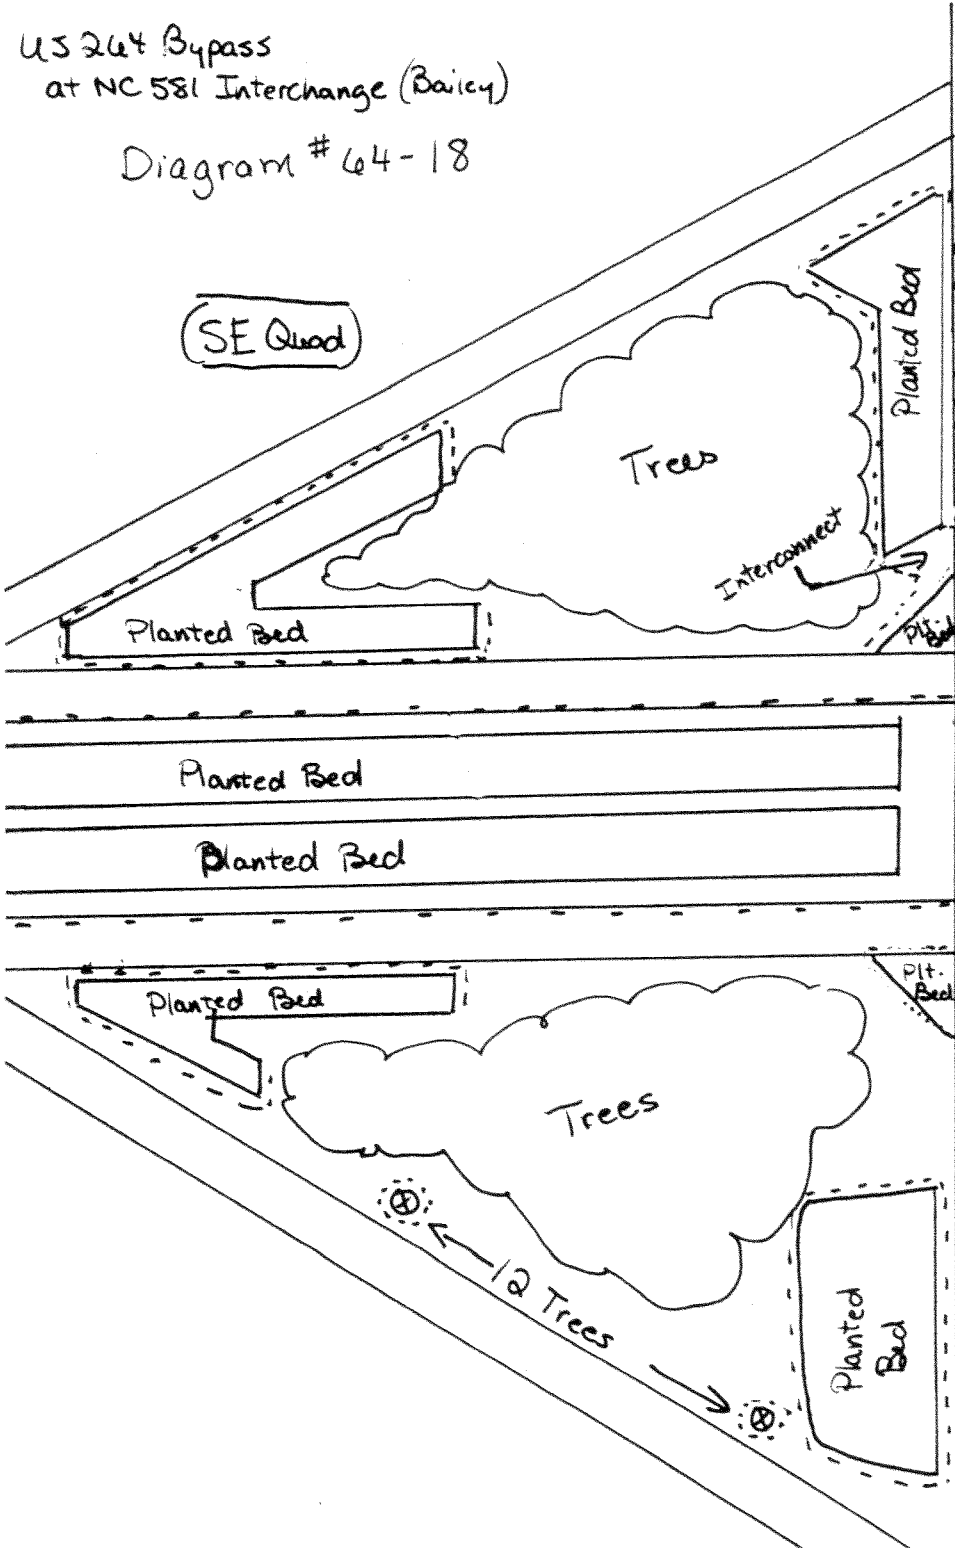 US 264 Bypass
at NC 581 Interchange (Bailey)
Diagram # 64-18
SE Quad
Planted Bed
Trees
Interconnect
Plt.
Bed
Planted Bed
Planted Bed
Planted Bed
Planted Bed
Plt.
Bed
Trees
12 Trees
Planted
Bed